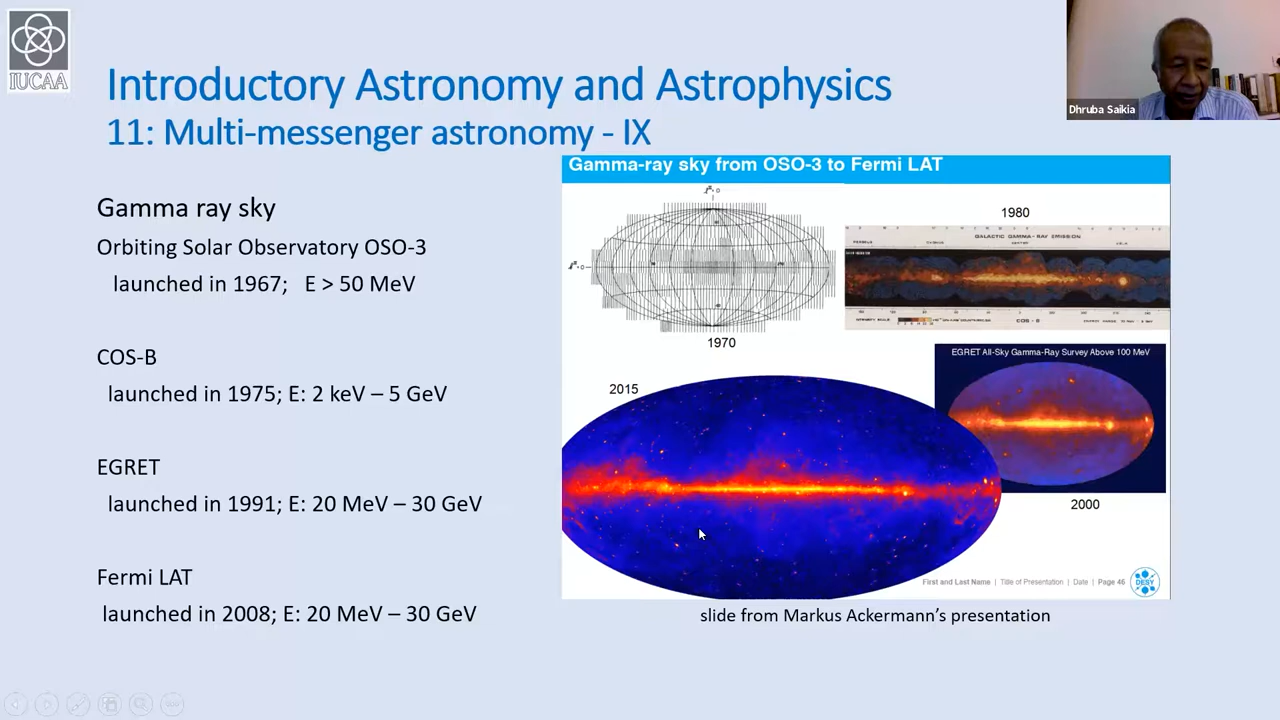 IUCAA
Introductory Astronomy and Astrophysics
11: Multi-messenger astronomy - IX
Dhruba Saikia
Gamma ray sky
Orbiting Solar Observatory OSO-3
launched in 1967; E > 50 MeV
COS-B
launched in 1975; E: 2 keV – 5 GeV
EGRET
launched in 1991; E: 20 MeV – 30 GeV
Fermi LAT
launched in 2008; E: 20 MeV – 30 GeV
Gamma-ray sky from OSO-3 to Fermi LAT
1970
1980
GALACTIC GAMMA-RAY EMISSION
COS - B
2015
EGRET All-Sky Gamma-Ray Survey Above 100 MeV
2000
First and Last Name | Title of Presentation | Date | Page 46
DESY
slide from Markus Ackermann's presentation